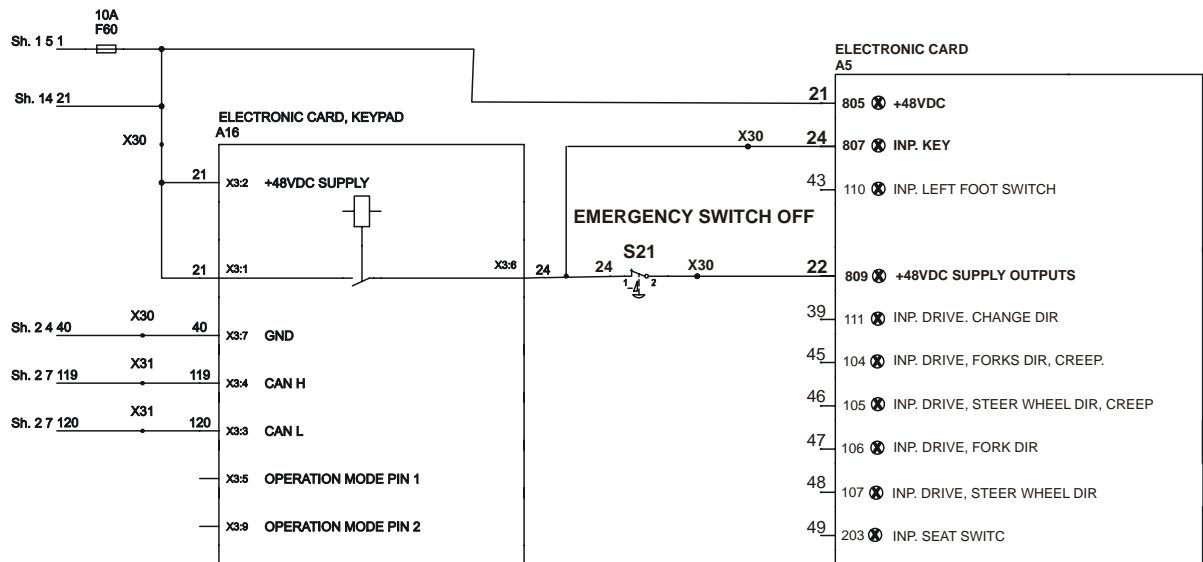 10A
F60
Sh. 1 5 1
Sh. 14 21
X30
ELECTRONIC CARD, KEYPAD
A16
21 X3:2 +48VDC SUPPLY
21 X3:1
X3:6 24
24
EMERGENCY SWITCH OFF
S21
1 2
X30
X30
Sh. 2 4 40 X30 40 X3:7 GND
Sh. 2 7 119 X31 119 X3:4 CAN H
Sh. 2 7 120 X31 120 X3:3 CAN L
X3:5 OPERATION MODE PIN 1
X3:9 OPERATION MODE PIN 2
ELECTRONIC CARD
A5
21 805 +48VDC
24 807 INP. KEY
43 110 INP. LEFT FOOT SWITCH
22 809 +48VDC SUPPLY OUTPUTS
39 111 INP. DRIVE. CHANGE DIR
45 104 INP. DRIVE, FORKS DIR, CREEP.
46 105 INP. DRIVE, STEER WHEEL DIR, CREEP
47 106 INP. DRIVE, FORK DIR
48 107 INP. DRIVE, STEER WHEEL DIR
49 203 INP. SEAT SWITC